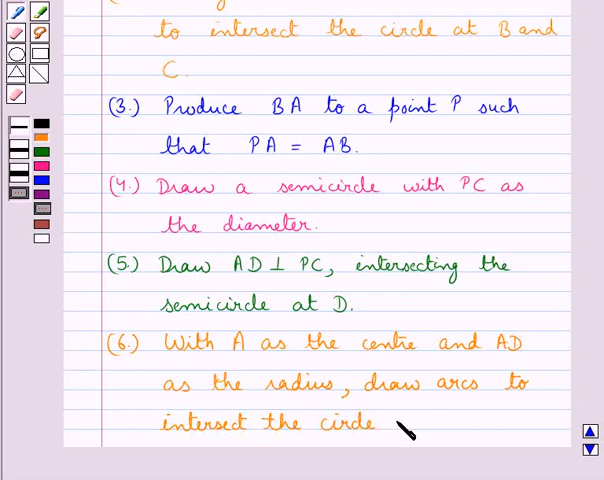 to intersect the circle at B and
C.
(3.) Produce BA to a point P such
that PA = AB.
(4.) Draw a semicircle with PC as
the diameter.
(5.) Draw AD ⊥ PC, intersecting the
semicircle at D.
(6.) With A as the centre and AD
as the radius, draw arcs to
intersect the circle